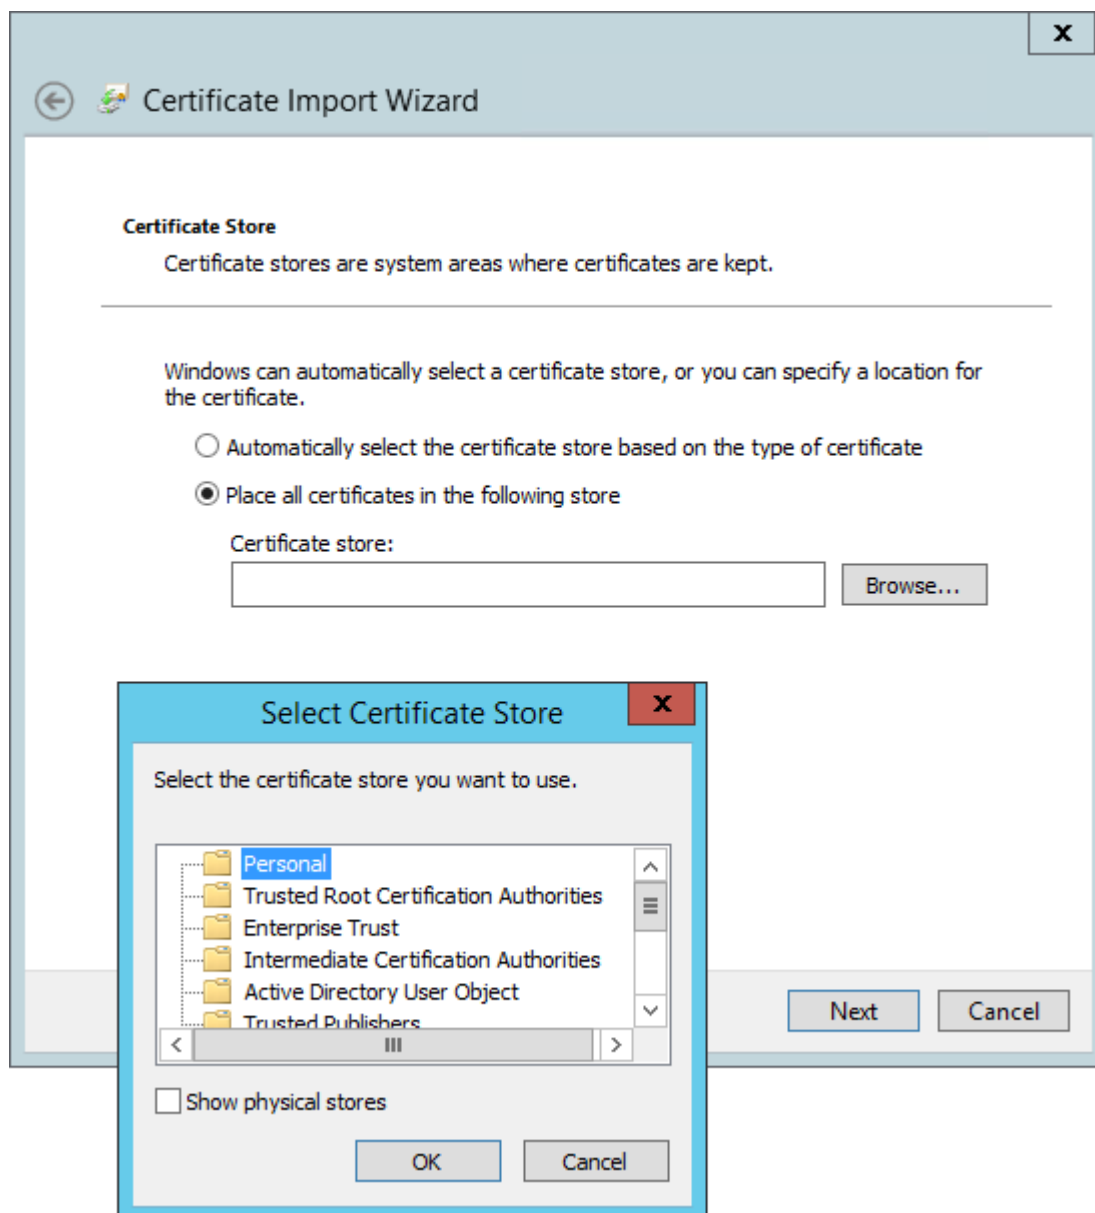 x
Certificate Import Wizard
Certificate Store
Certificate stores are system areas where certificates are kept.
Windows can automatically select a certificate store, or you can specify a location for
the certificate.
Automatically select the certificate store based on the type of certificate
Place all certificates in the following store
Certificate store:
Browse...
Select Certificate Store
x
Select the certificate store you want to use.
Personal
Trusted Root Certification Authorities
Enterprise Trust
Intermediate Certification Authorities
Active Directory User Object
Trusted Publishers
Show physical stores
OK
Cancel
Next
Cancel